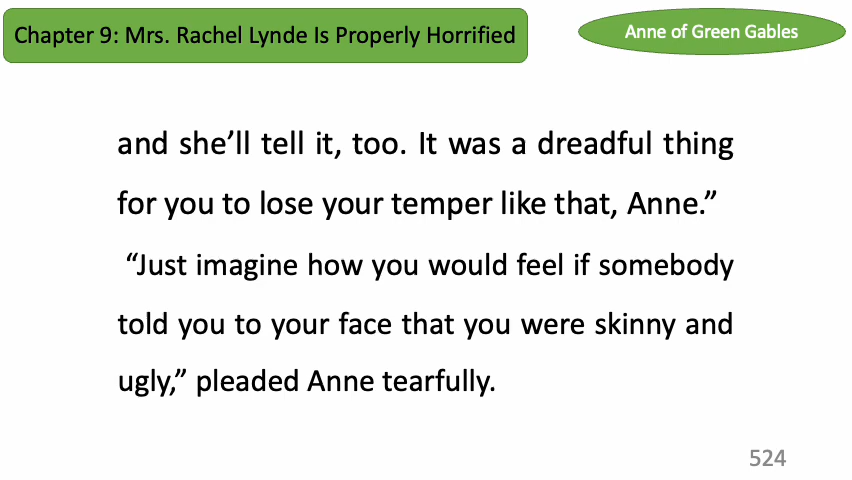 Chapter 9: Mrs. Rachel Lynde Is Properly Horrified
Anne of Green Gables
and she’ll tell it, too. It was a dreadful thing
for you to lose your temper like that, Anne.”
“Just imagine how you would feel if somebody
told you to your face that you were skinny and
ugly,” pleaded Anne tearfully.
524